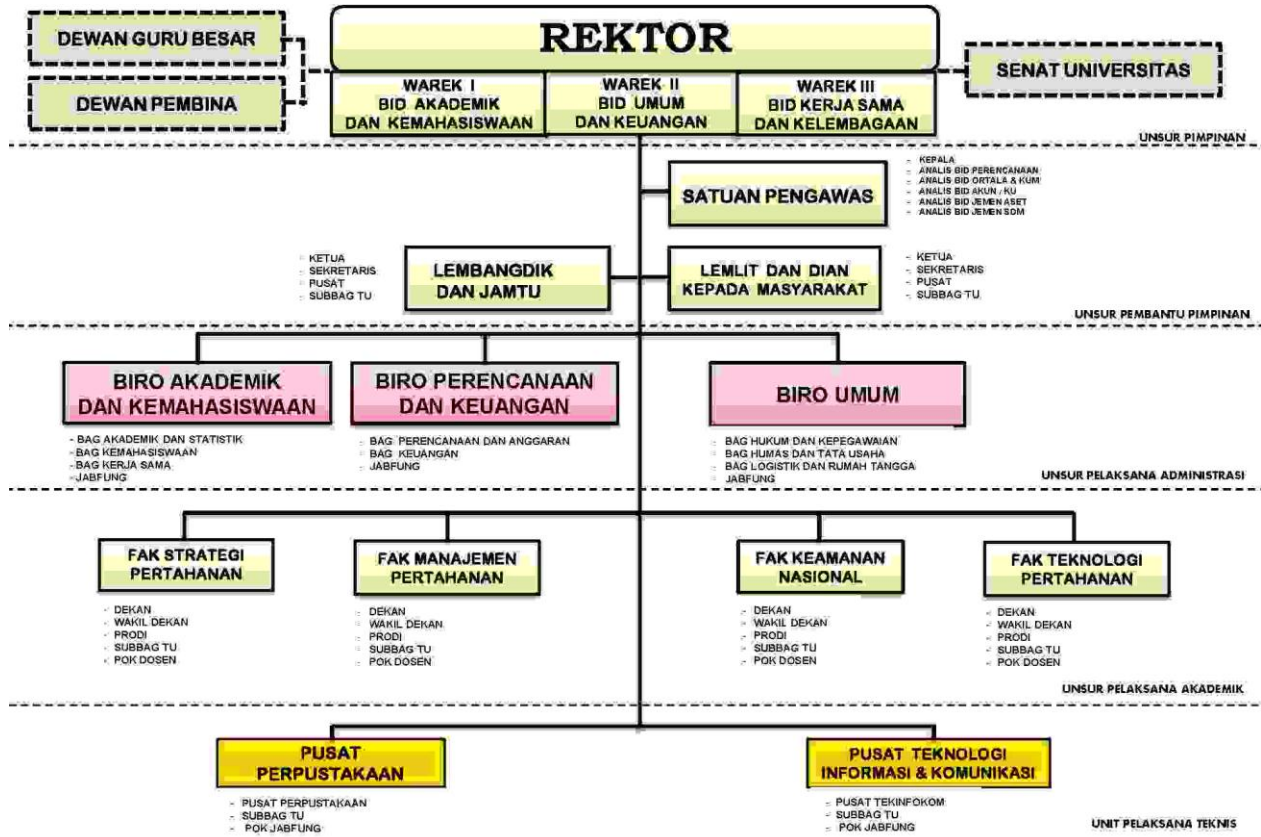 DEWAN GURU BESAR
DEWAN PEMBINA
REKTOR
WAREK I
BID AKADEMIK
DAN KEMAHASISWAAN
WAREK II
BID UMUM
DAN KEUANGAN
WAREK III
BID KERJA SAMA
DAN KELEMBAGAAN
SENAT UNIVERSITAS
UNSUR PIMPINAN
SATUAN PENGAWAS
- KEPALA
- ANALIS BID PERENCANAAN
- ANALIS BID ORTALA & KUM
- ANALIS BID AKUN / KU
- ANALIS BID JEMEN ASET
- ANALIS BID JEMEN SDM
- KETUA
- SEKRETARIS
- PUSAT
- SUBBAG TU
LEMBANGDIK
DAN JAMTU
LEMLIT DAN DIAN
KEPADA MASYARAKAT
- KETUA
- SEKRETARIS
- PUSAT
- SUBBAG TU
UNSUR PEMBANTU PIMPINAN
BIRO AKADEMIK
DAN KEMAHASISWAAN
- BAG AKADEMIK DAN STATISTIK
- BAG KEMAHASISWAAN
- BAG KERJA SAMA
- JABFUNG
BIRO PERENCANAAN
DAN KEUANGAN
- BAG PERENCANAAN DAN ANGGARAN
- BAG KEUANGAN
- JABFUNG
BIRO UMUM
- BAG HUKUM DAN KEPEGAWAIAN
- BAG HUMAS DAN TATA USAHA
- BAG LOGISTIK DAN RUMAH TANGGA
- JABFUNG
UNSUR PELAKSANA ADMINISTRASI
FAK STRATEGI
PERTAHANAN
- DEKAN
- WAKIL DEKAN
- PRODI
- SUBBAG TU
- POK DOSEN
FAK MANAJEMEN
PERTAHANAN
- DEKAN
- WAKIL DEKAN
- PRODI
- SUBBAG TU
- POK DOSEN
FAK KEAMANAN
NASIONAL
- DEKAN
- WAKIL DEKAN
- PRODI
- SUBBAG TU
- POK DOSEN
FAK TEKNOLOGI
PERTAHANAN
- DEKAN
- WAKIL DEKAN
- PRODI
- SUBBAG TU
- POK DOSEN
UNSUR PELAKSANA AKADEMIK
PUSAT
PERPUSTAKAAN
- PUSAT PERPUSTAKAAN
- SUBBAG TU
- POK JABFUNG
PUSAT TEKNOLOGI
INFORMASI & KOMUNIKASI
- PUSAT TEKINFOKOM
- SUBBAG TU
- POK JABFUNG
UNIT PELAKSANA TEKNIS